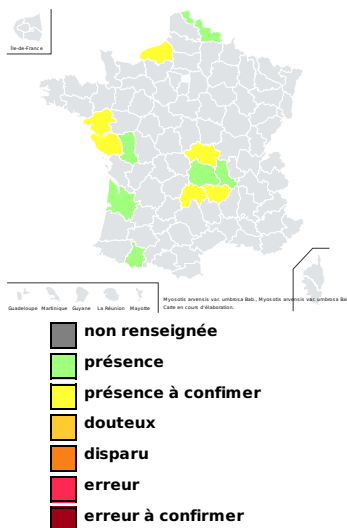 Île-de-France
Guadeloupe Martinique Guyane La Réunion Mayotte
Myosotis arvensis var. umbrosa Bab., Myosotis arvensis var. umbrosa Ba
Carte en cours d'élaboration.
non renseignée
présence
présence à confimer
douteux
disparu
erreur
erreur à confirmer